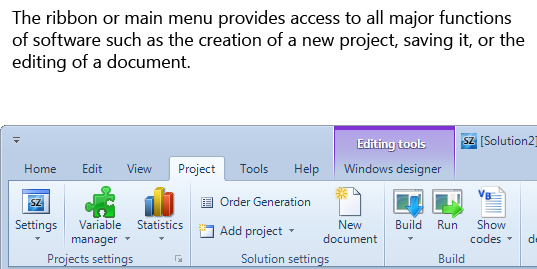 The ribbon or main menu provides access to all major functions
of software such as the creation of a new project, saving it, or the
editing of a document.
Editing tools
SZ [Solution2]
Home Edit View Project Tools Help Windows designer
SZ
Settings
Variable
manager
Statistics
Projects settings
Order Generation
Add project
New
document
Solution settings
Build
Run
VB
Show
codes
Build